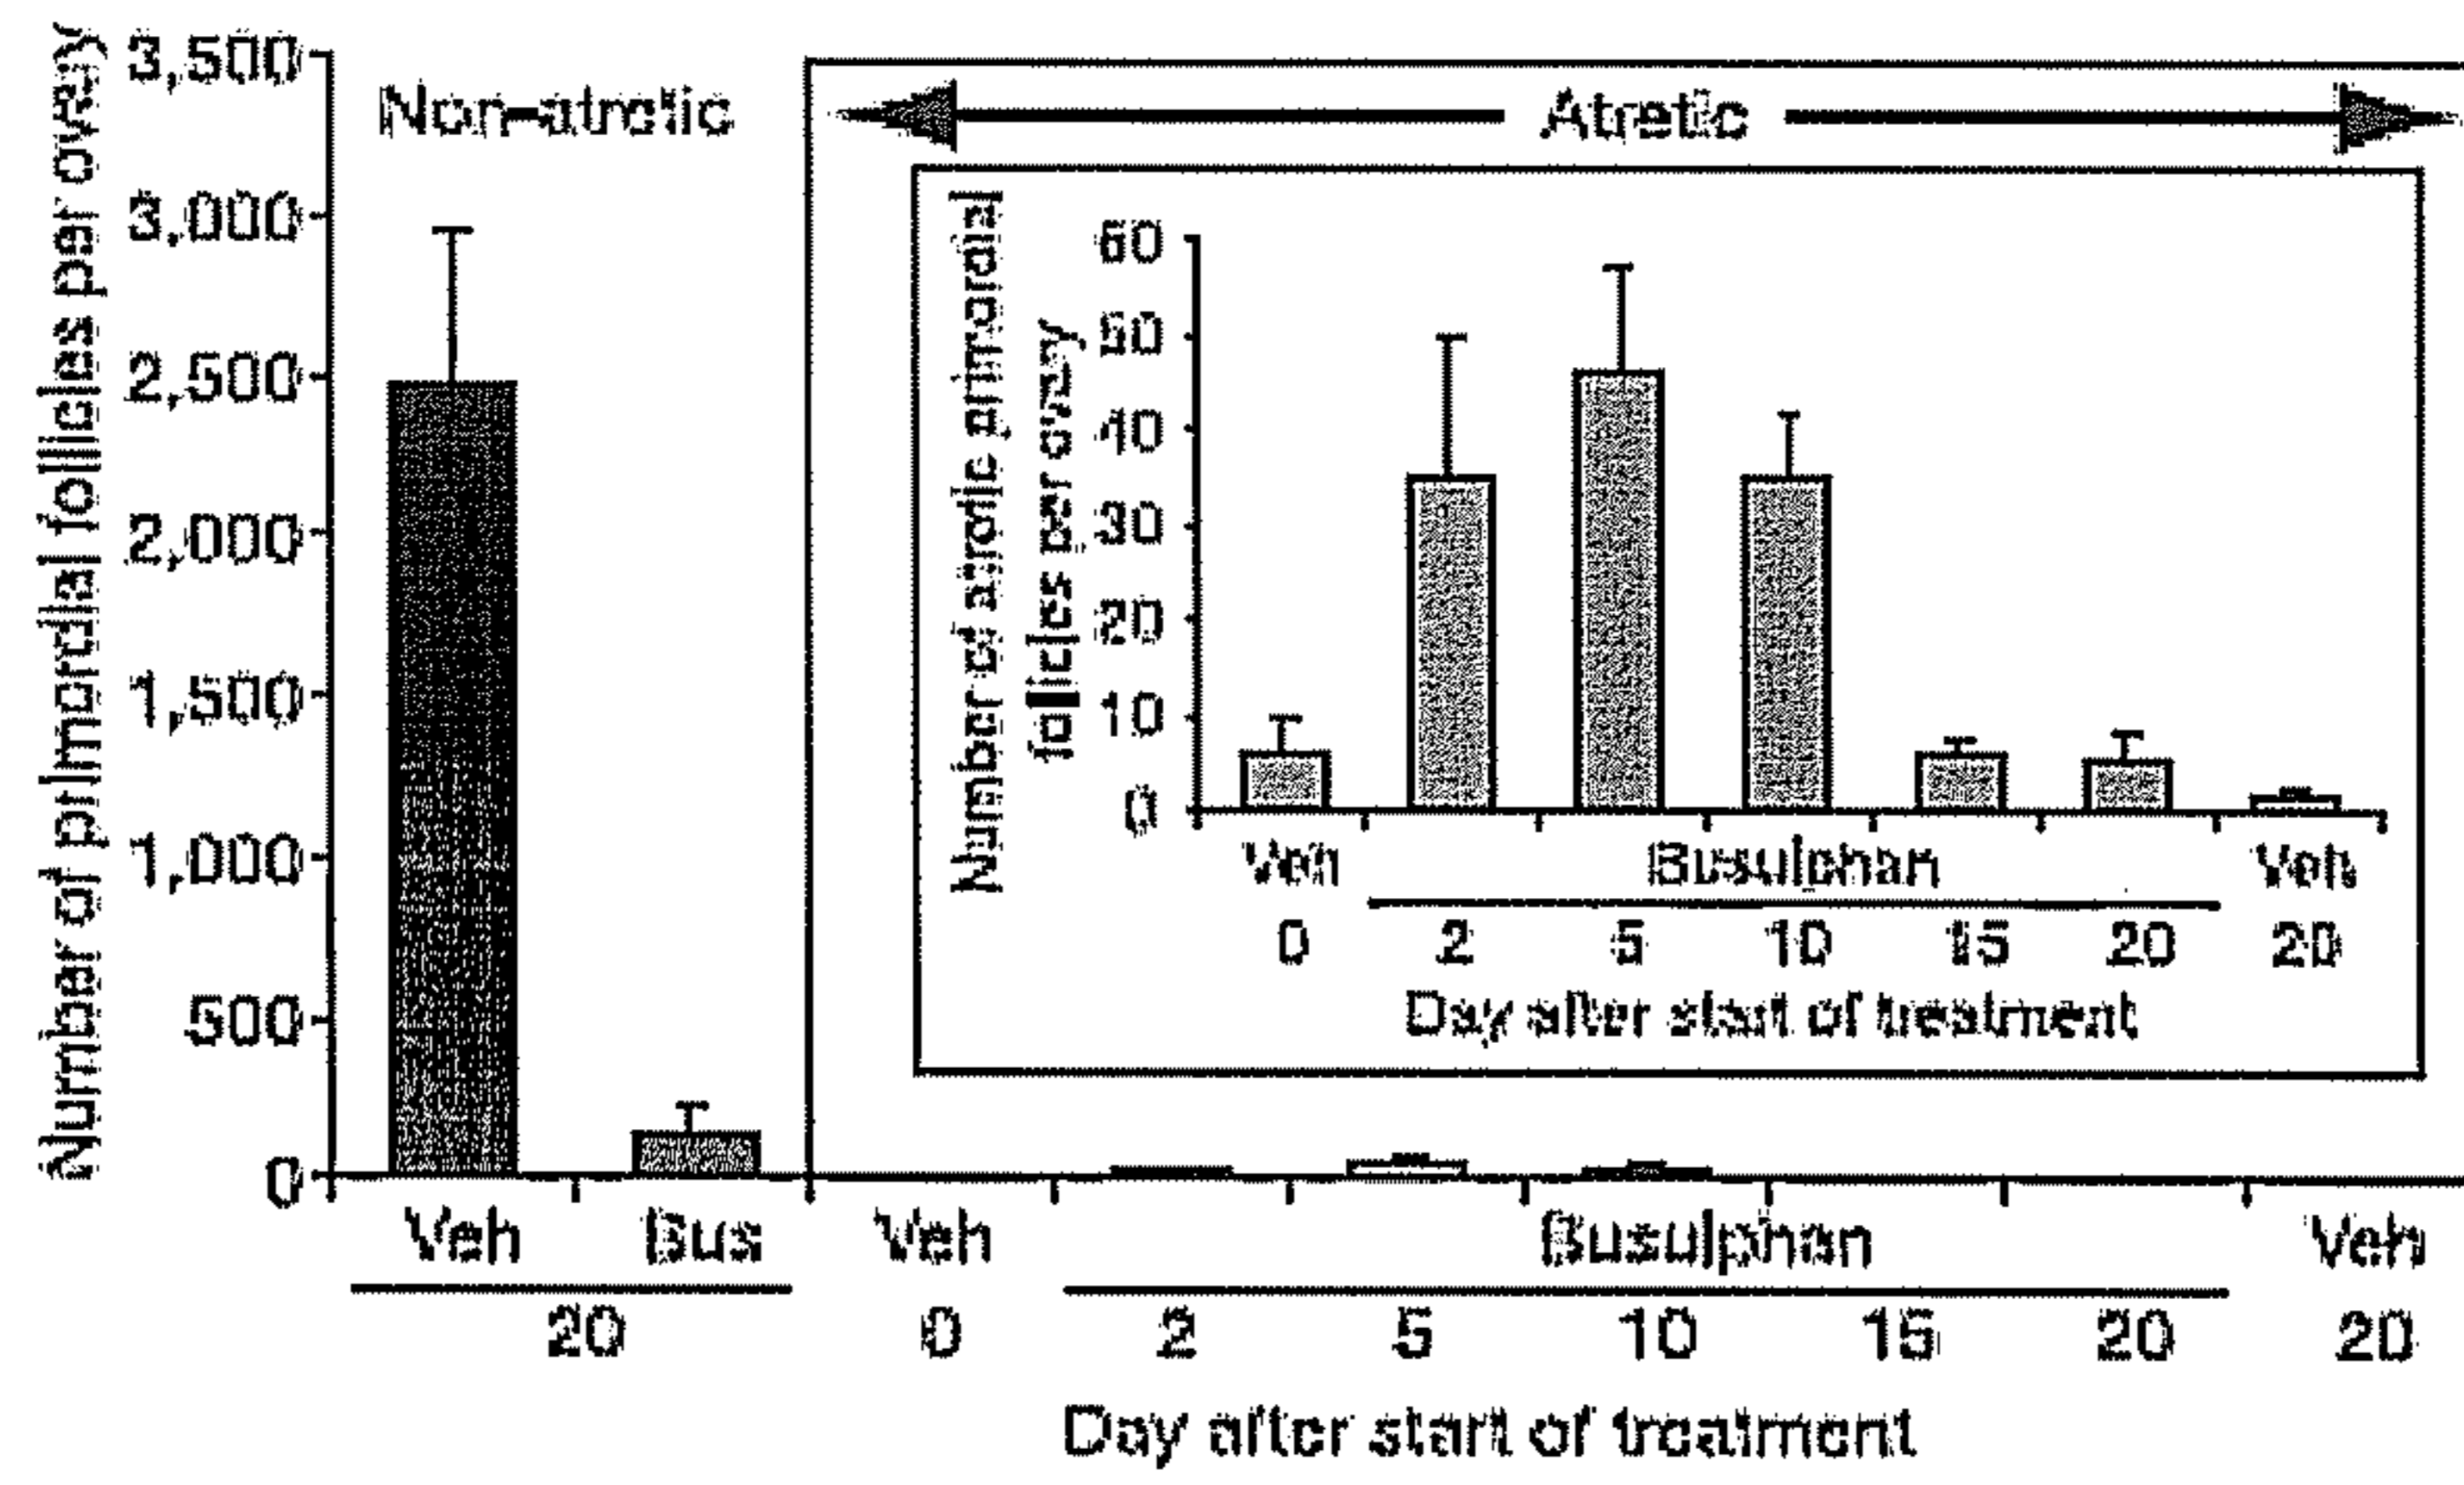 Number of primordial follicles per ovary
3,500
3,000
2,500
2,000
1,500
1,000
500
0
Non-atretic
Atretic
Number of atretic primordial
follicles per ovary
60
50
40
30
20
10
0
Veh Busulphan Veh
0 2 5 10 15 20 20
Day after start of treatment
Veh Bus Veh Busulphan Veh
20 0 2 5 10 15 20 20
Day after start of treatment